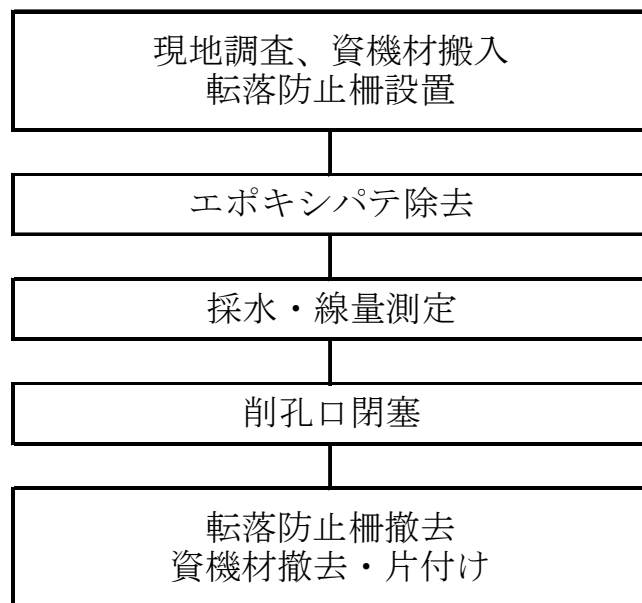 現地調査、資機材搬入
転落防止柵設置
エポキシパテ除去
採水・線量測定
削孔口閉塞
転落防止柵撤去
資機材撤去・片付け